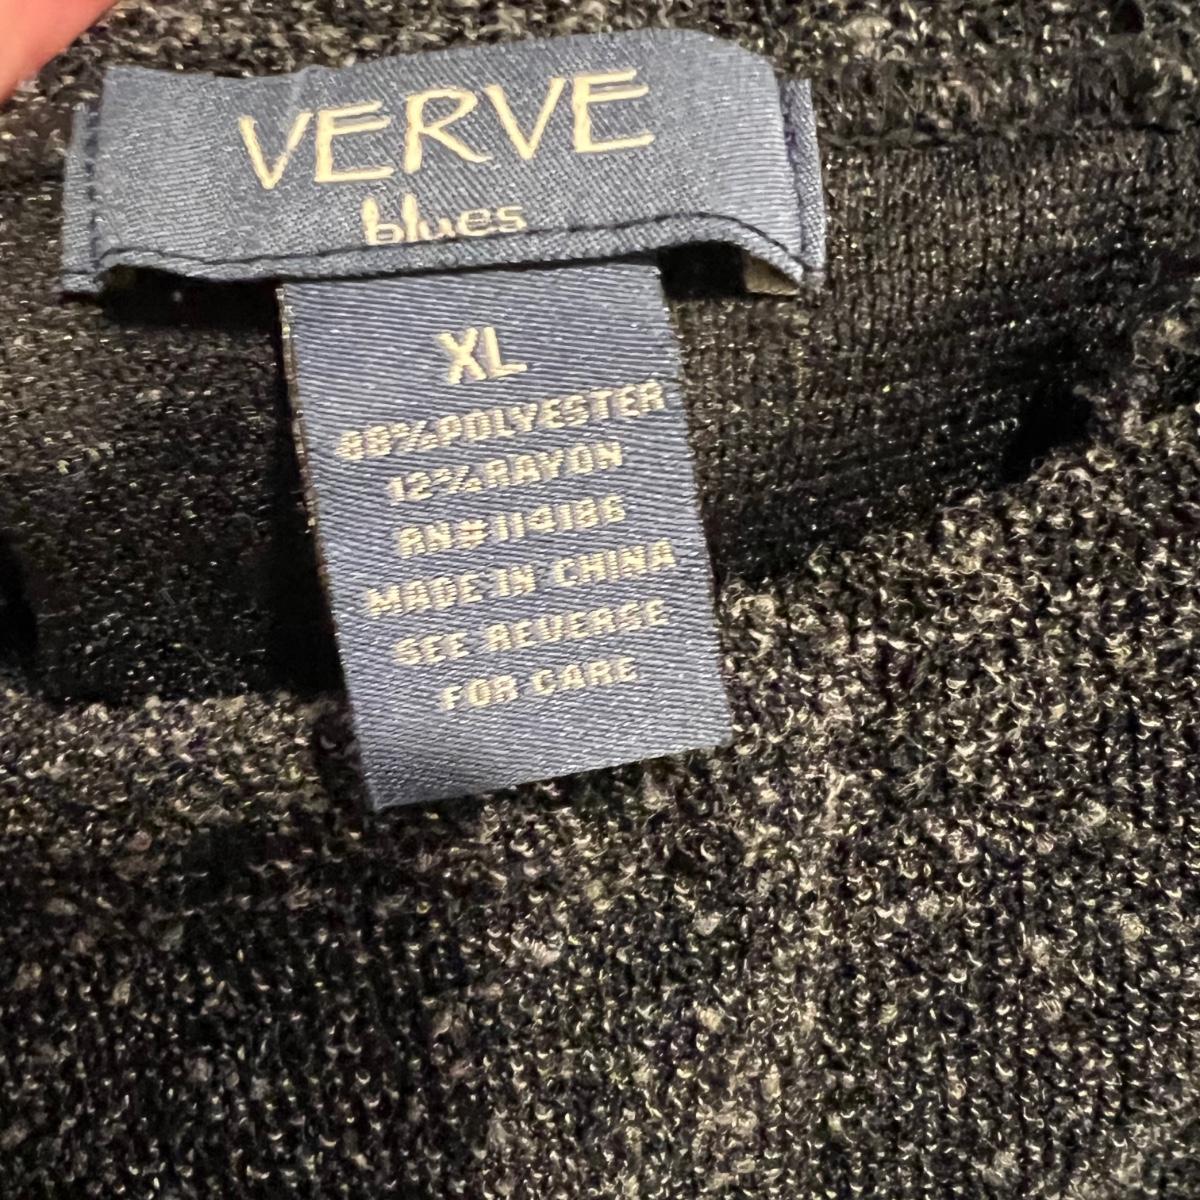 VERVE
blues
XL
88%POLYESTER
12%RAYON
RN#114186
MADE IN CHINA
SEE REVERSE
FOR CARE